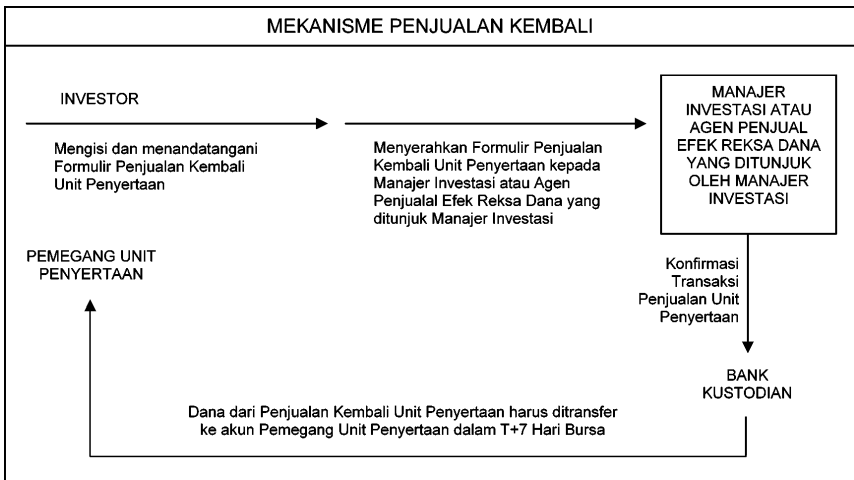 MEKANISME PENJUALAN KEMBALI
INVESTOR
Mengisi dan menandatangani
Formulir Penjualan Kembali
Unit Penyertaan
Menyerahkan Formulir Penjualan
Kembali Unit Penyertaan kepada
Manajer Investasi atau Agen
Penjualal Efek Reksa Dana yang
ditunjuk Manajer Investasi
MANAJER
INVESTASI ATAU
AGEN PENJUAL
EFEK REKSA DANA
YANG DITUNJUK
OLEH MANAJER
INVESTASI
PEMEGANG UNIT
PENYERTAAN
Konfirmasi
Transaksi
Penjualan Unit
Penyertaan
BANK
KUSTODIAN
Dana dari Penjualan Kembali Unit Penyertaan harus ditransfer
ke akun Pemegang Unit Penyertaan dalam T+7 Hari Bursa